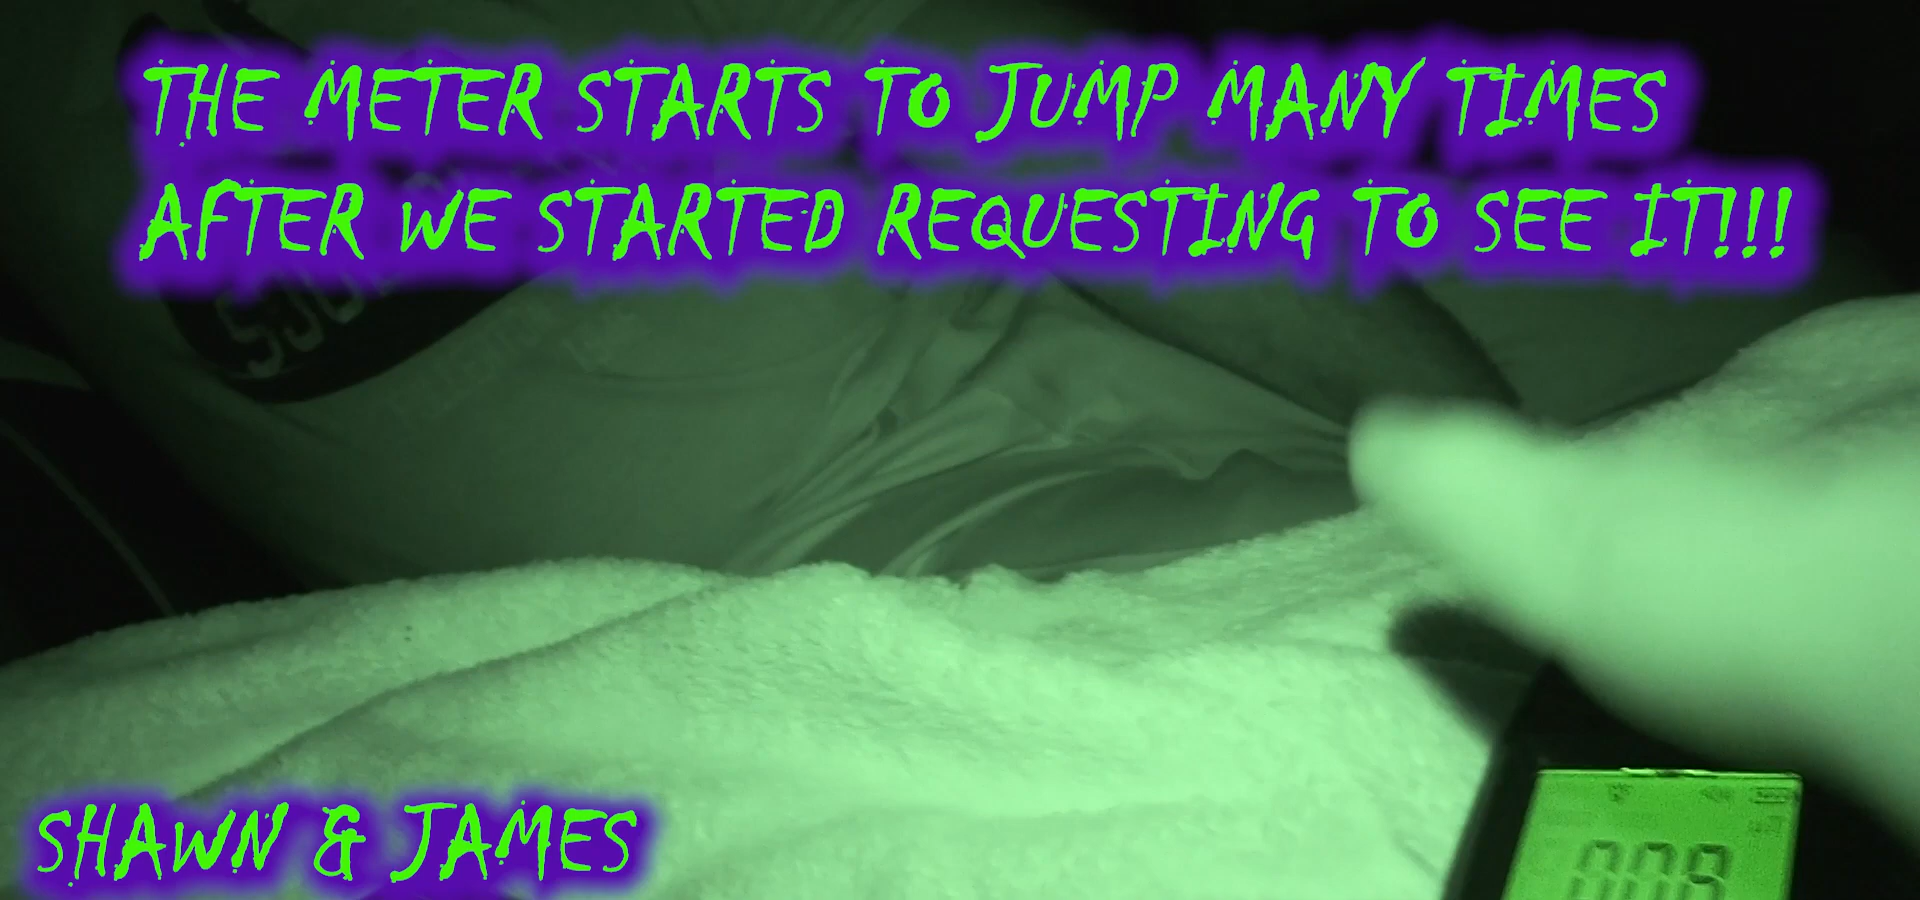 THE METER STARTS TO JUMP MANY TIMES
AFTER WE STARTED REQUESTING TO SEE IT!!!
SHAWN & JAMES